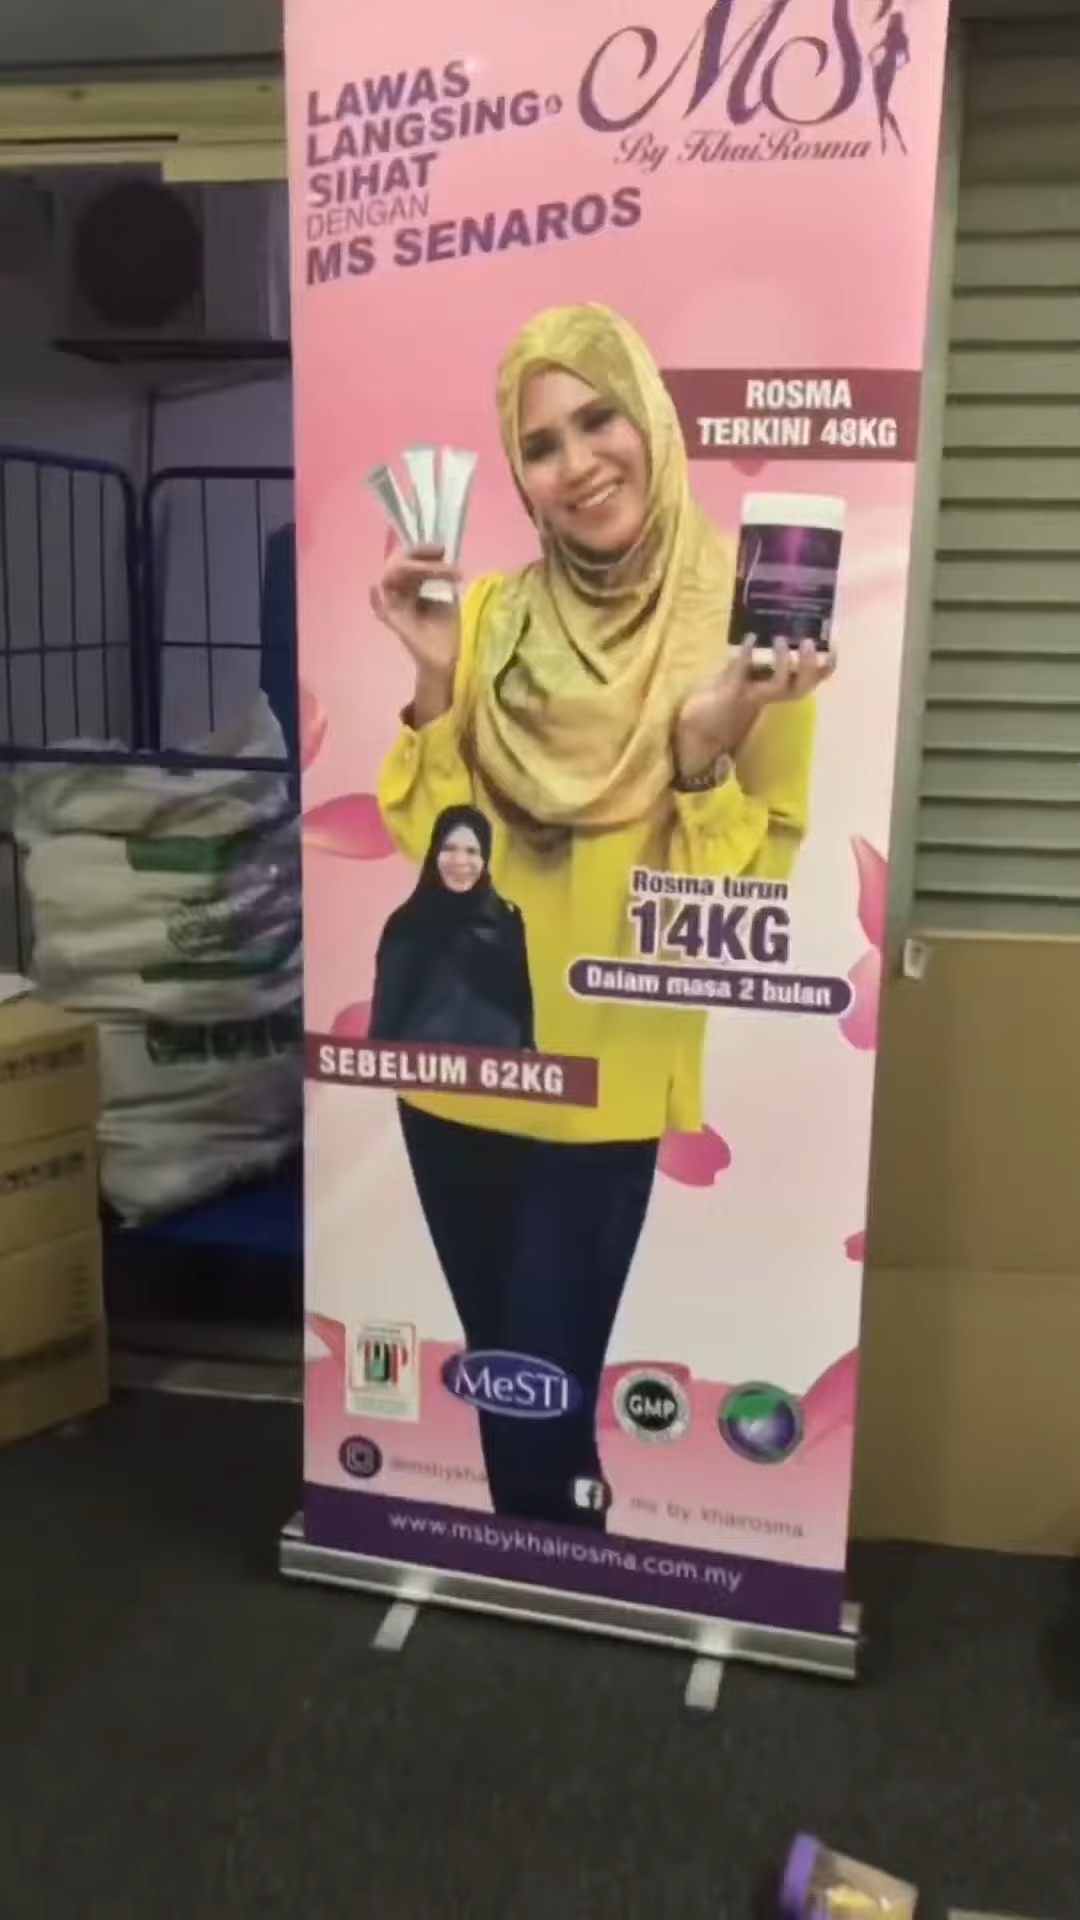 LAWAS
LANGSING &
SIHAT
DENGAN
MS SENAROS
MS
By KhaiRosma
ROSMA
TERKINI 48KG
Rosma turun
14KG
Dalam masa 2 bulan
SEBELUM 62KG
MeSTI
GMP
ms by khairosma
www.msbykhairosma.com.my